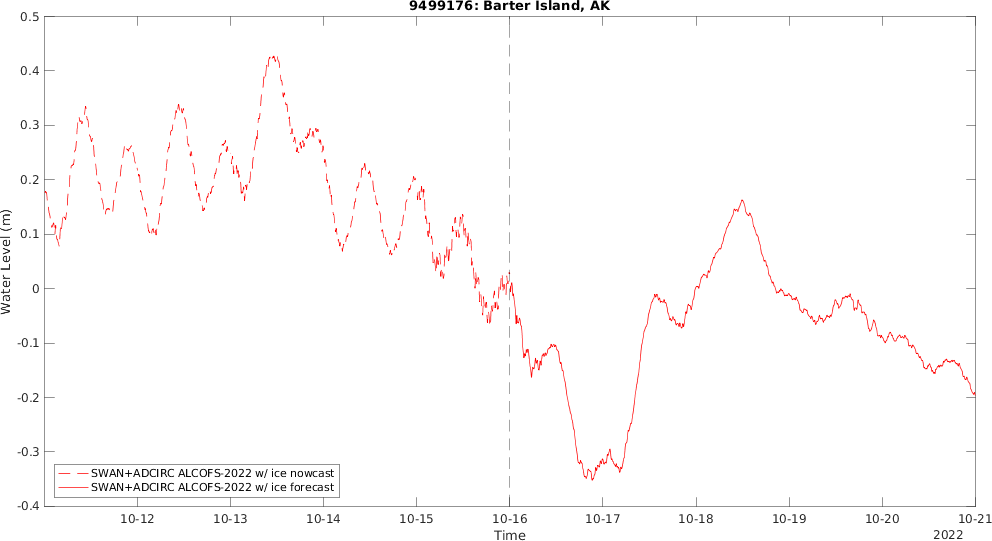 9499176: Barter Island, AK
0.5
0.4
0.3
0.2
0.1
0
-0.1
-0.2
-0.3
-0.4
Water Level (m)
SWAN+ADCIRC ALCOFS-2022 w/ ice nowcast
SWAN+ADCIRC ALCOFS-2022 w/ ice forecast
10-12 10-13 10-14 10-15 10-16 10-17 10-18 10-19 10-20 10-21
Time
2022